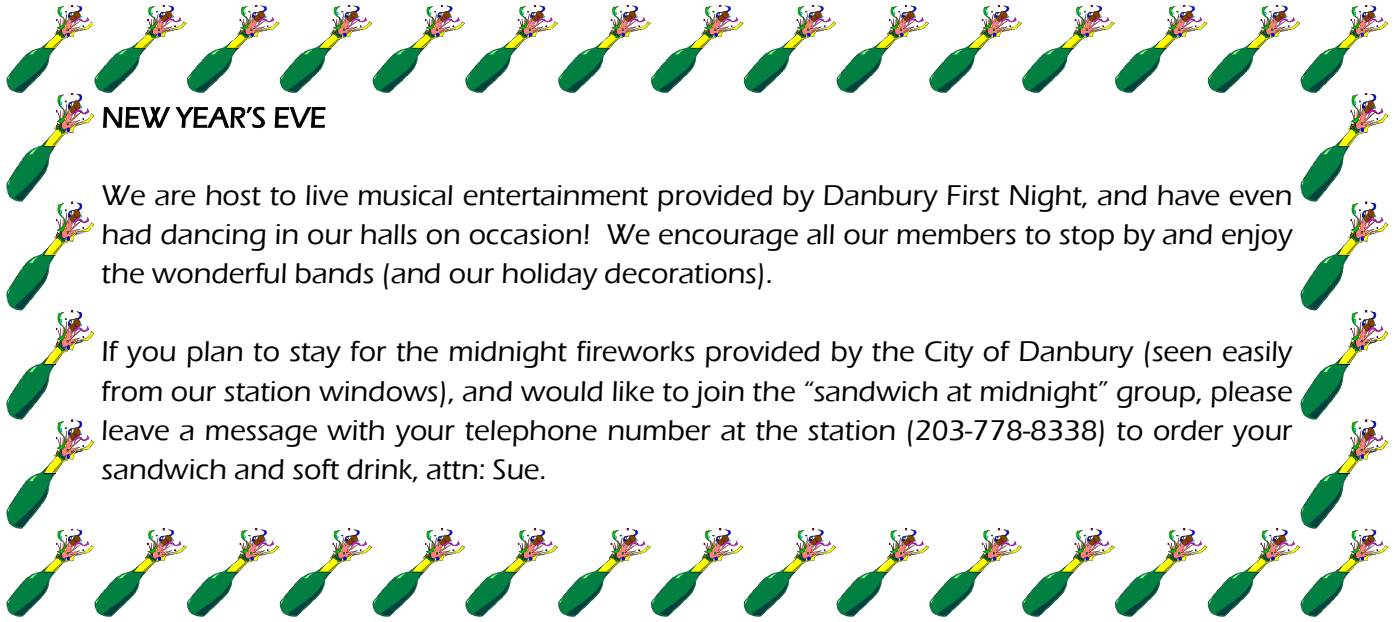 NEW YEAR'S EVE
We are host to live musical entertainment provided by Danbury First Night, and have even
had dancing in our halls on occasion!  We encourage all our members to stop by and enjoy
the wonderful bands (and our holiday decorations).
If you plan to stay for the midnight fireworks provided by the City of Danbury (seen easily
from our station windows), and would like to join the “sandwich at midnight” group, please
leave a message with your telephone number at the station (203-778-8338) to order your
sandwich and soft drink, attn: Sue.